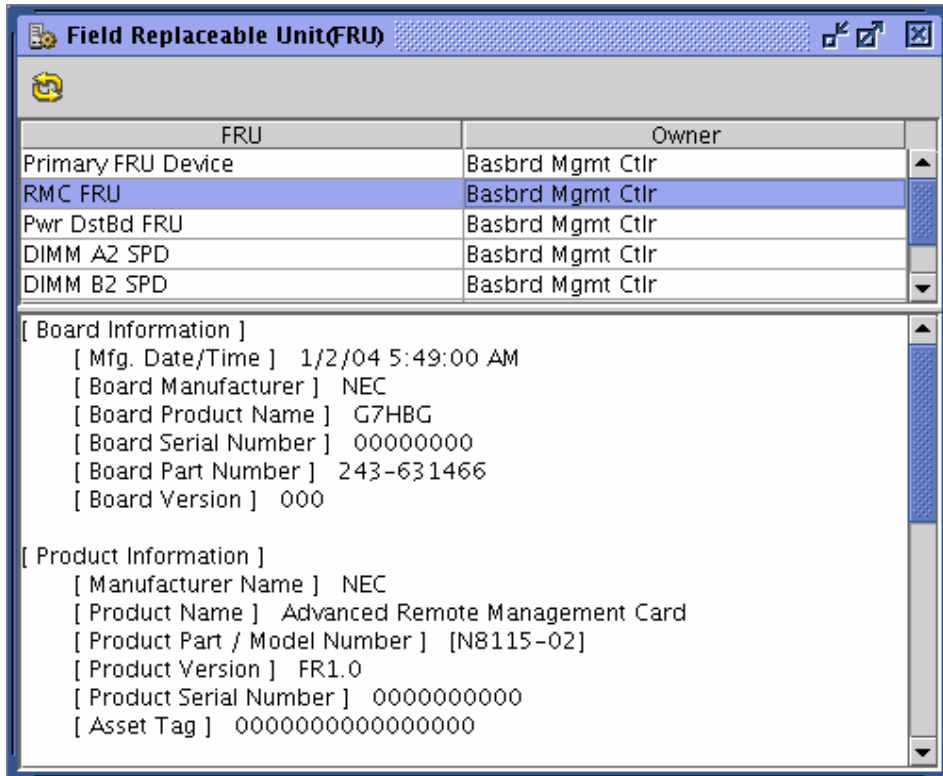 Field Replaceable Unit(FRU)
FRU Owner
Primary FRU Device Basbrd Mgmt Ctlr
RMC FRU Basbrd Mgmt Ctlr
Pwr DstBd FRU Basbrd Mgmt Ctlr
DIMM A2 SPD Basbrd Mgmt Ctlr
DIMM B2 SPD Basbrd Mgmt Ctlr
[ Board Information ]
[ Mfg. Date/Time ] 1/2/04 5:49:00 AM
[ Board Manufacturer ] NEC
[ Board Product Name ] G7HBG
[ Board Serial Number ] 00000000
[ Board Part Number ] 243-631466
[ Board Version ] 000
[ Product Information ]
[ Manufacturer Name ] NEC
[ Product Name ] Advanced Remote Management Card
[ Product Part / Model Number ] [N8115-02]
[ Product Version ] FR1.0
[ Product Serial Number ] 0000000000
[ Asset Tag ] 0000000000000000